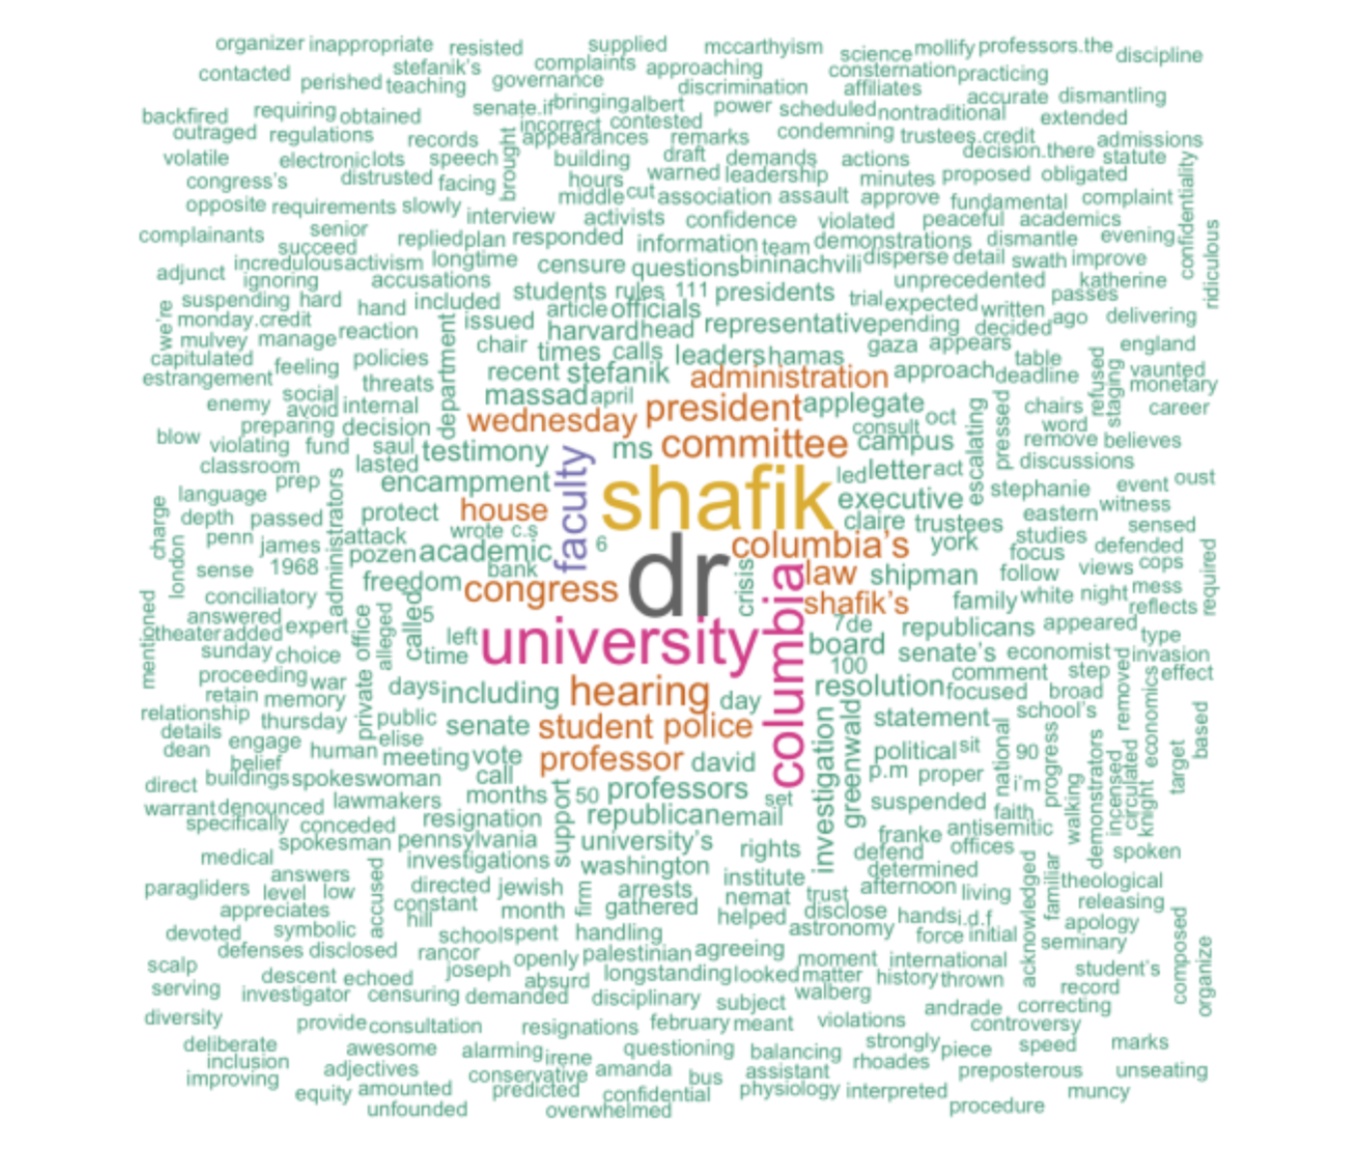 organizer inappropriate resisted supplied mccarthyism science mollify professors.the discipline
contacted perished teaching stefanik's governance complaints approaching discrimination consternation affiliates practicing
backfired requiring obtained senate.if bringing albert power scheduled nontraditional accurate dismantling extended
outraged regulations records brought incorrect appearances contested remarks condemning trustees.credit admissions
volatile electronic lots speech building draft demands actions decision.there statute
congress's distrusted facing hours warned leadership minutes proposed obligated confidentiality
opposite requirements slowly middle cut association assault approve fundamental complaint
complainants senior interview activists confidence violated peaceful academics evening
succeed replied plan responded information team demonstrations dismantle ridiculous
adjunct incredulous activism longtime censure questions bininachvili disperse detail swath improve
ignoring accusations students rules 111 presidents unprecedented katherine
we're suspending hard hand included article officials trial expected written passes
monday.credit reaction issued harvard head representative pending decided ago delivering
mulvey manage department chair times calls leaders hamas gaza appears england
capitulated feeling policies recent stefanik administration approach deadline table vaunted
estrangement threats massad april refused staging monetary
enemy social avoid internal wednesday president applegate oct chairs career
preparing decision consult escalating pressed word
blow violating fund saul testimony ms committee campus remove believes
classroom lasted faculty led letter act discussions
language prep encampment shafik executive stephanie event oust
charge depth passed administrators protect house claire trustees eastern witness
penn james attack wrote c.s 6 columbia's york studies sensed
london sense 1968 pozen academic bank crisis law shipman focus defended
conciliatory freedom congress dr follow views cops required
mentioned answered called 5 columbia shafik's family white night mess reflects
theater added expert private office alleged left university 7 de republicans appeared type
sunday choice time board senate's economist invasion
proceeding war days including hearing day 100 resolution comment step removed effect
retain memory focused broad economics
relationship thursday public senate student police investigation greenwald statement school's based
details elise
dean engage human meeting vote professor david political sit national 90 progress demonstrators circulated target
belief
direct buildings spokeswoman call p.m proper i'm incensed
warrant denounced lawmakers months 50 professors set suspended walking knight
specifically conceded resignation support republican email faith
spokesman pennsylvania university's franke antisemitic
medical investigations washington rights defend offices spoken
answers accused institute determined
paragliders level low directed jewish firm arrests nemat trust afternoon living acknowledged familiar theological
appreciates constant month gathered helped disclose hands i.d.f releasing
devoted symbolic hill school spent handling astronomy force initial apology composed
defenses disclosed rancor openly palestinian agreeing seminary organize
scalp descent echoed joseph absurd longstanding looked moment matter international history thrown student's
serving investigator censuring demanded disciplinary subject walberg record
diversity provide consultation resignations february meant violations andrade correcting controversy
deliberate awesome alarming irene questioning balancing strongly piece speed marks
inclusion adjectives conservative amanda assistant rhoades preposterous unseating
improving equity amounted predicted confidential bus physiology interpreted muncy
unfounded overwhelmed procedure